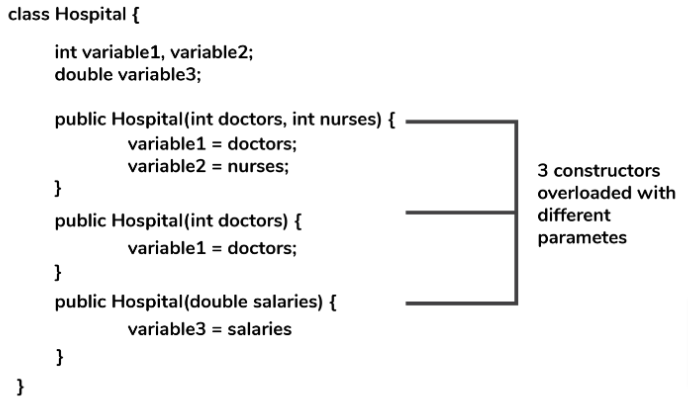 class Hospital {
int variable1, variable2;
double variable3;
public Hospital(int doctors, int nurses) {
variable1 = doctors;
variable2 = nurses;
}
public Hospital(int doctors) {
variable1 = doctors;
}
public Hospital(double salaries) {
variable3 = salaries
}
}
3 constructors
overloaded with
different
parametes